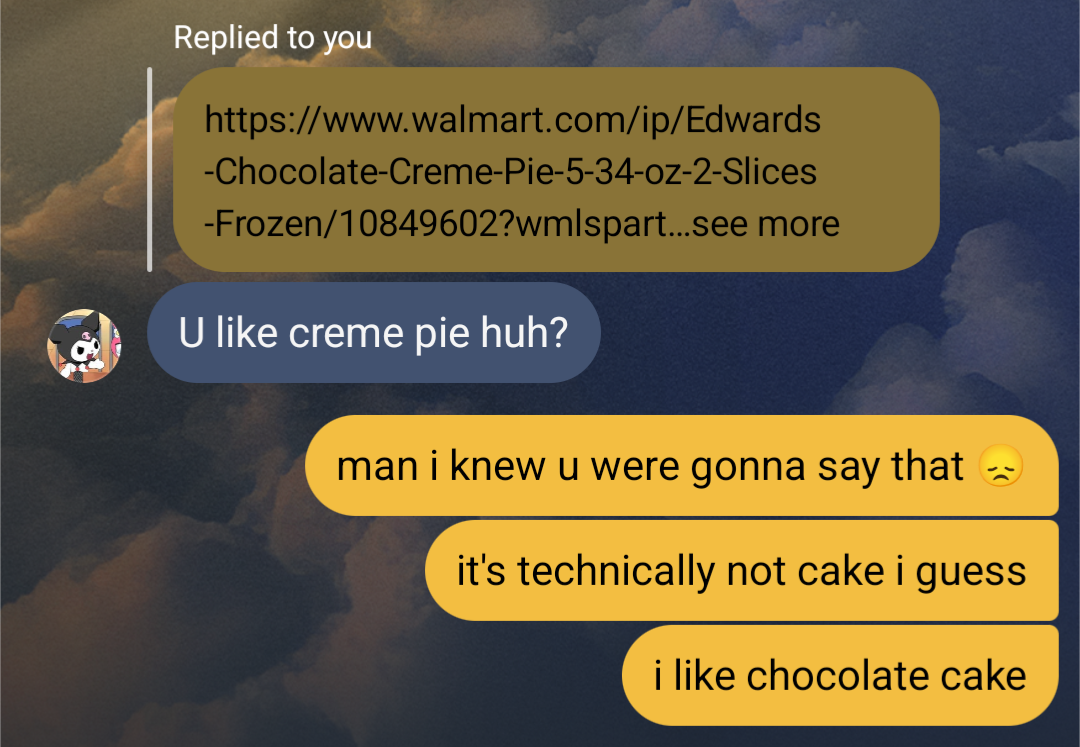 Replied to you
https://www.walmart.com/ip/Edwards
-Chocolate-Creme-Pie-5-34-oz-2-Slices
-Frozen/10849602?wmlspart...see more
U like creme pie huh?
man i knew u were gonna say that 😞
it's technically not cake i guess
i like chocolate cake